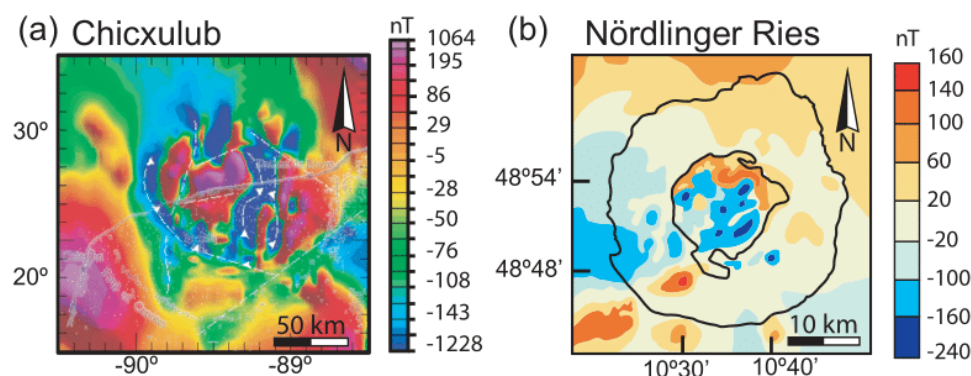 (a) Chicxulub
nT
1064
195
86
29
-5
-28
-50
-76
-108
-143
-1228
30º
20º
N
50 km
-90º
-89º
(b) Nördlinger Ries
nT
160
140
100
60
20
-20
-100
-160
-240
48º54'
48º48'
N
10 km
10º30'
10º40'